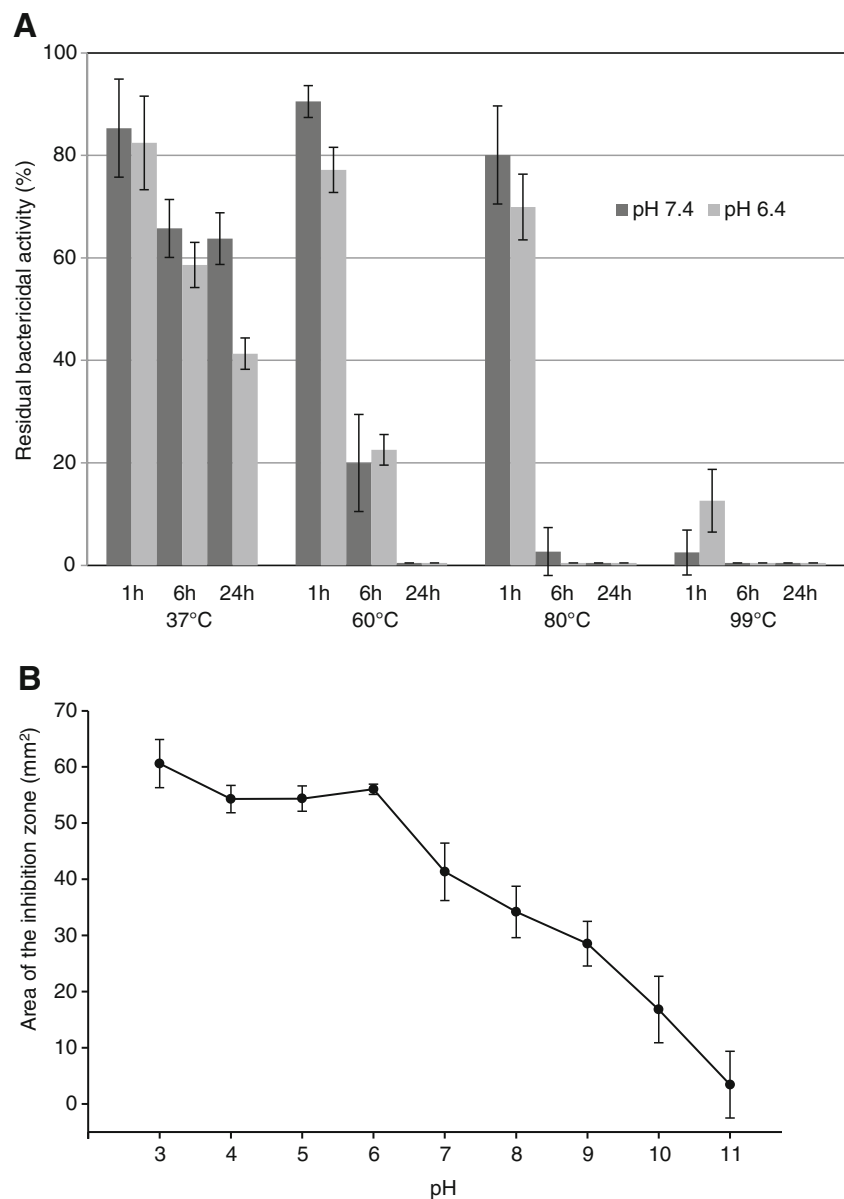 A
100
80
60
40
20
0
Residual bactericidal activity (%)
pH 7.4 pH 6.4
1h 6h 24h 1h 6h 24h 1h 6h 24h 1h 6h 24h
37°C 60°C 80°C 99°C
B
70
60
50
40
30
20
10
0
Area of the inhibition zone (mm²)
3 4 5 6 7 8 9 10 11
pH